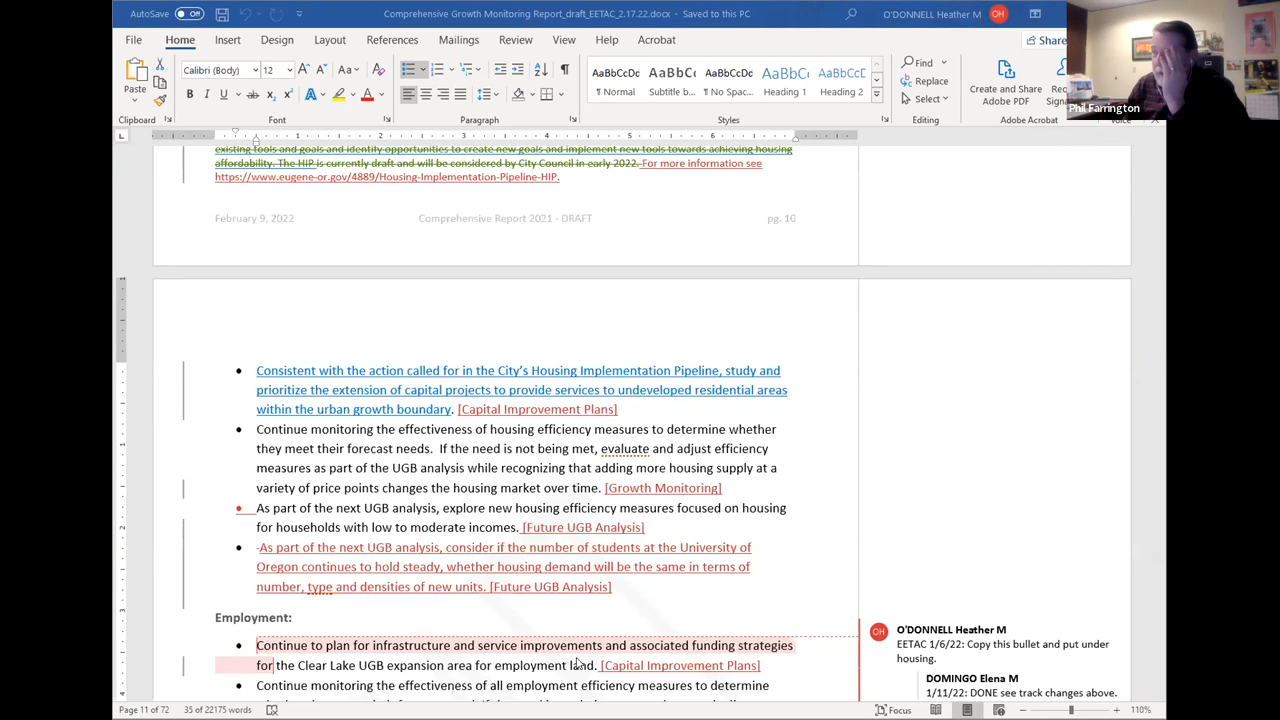 AutoSave Off Comprehensive Growth Monitoring Report_draft_EETAC_2.17.22.docx - Saved to this PC O'DONNELL Heather M OH
File Home Insert Design Layout References Mailings Review View Help Acrobat Share
Paste Calibri (Body) 12 Aa AaBbCcDd AaBbCc AaBbCcDd AaBbCc AaBbCcD Find Replace Select Create and Share Adobe PDF
B I U ab x₂ x² A A ¶ Normal Subtitle b... ¶ No Spac... Heading 1 Heading 2
Phil Farrington
Clipboard Font Paragraph Styles Editing Adobe Acrobat Voice
existing tools and goals and identify opportunities to create new goals and implement new tools towards achieving housing
affordability. The HIP is currently draft and will be considered by City Council in early 2022. For more information see
https://www.eugene-or.gov/4889/Housing-Implementation-Pipeline-HIP.
February 9, 2022 Comprehensive Report 2021 - DRAFT pg. 10
• Consistent with the action called for in the City's Housing Implementation Pipeline, study and
prioritize the extension of capital projects to provide services to undeveloped residential areas
within the urban growth boundary. [Capital Improvement Plans]
• Continue monitoring the effectiveness of housing efficiency measures to determine whether
they meet their forecast needs. If the need is not being met, evaluate and adjust efficiency
measures as part of the UGB analysis while recognizing that adding more housing supply at a
variety of price points changes the housing market over time. [Growth Monitoring]
• As part of the next UGB analysis, explore new housing efficiency measures focused on housing
for households with low to moderate incomes. [Future UGB Analysis]
• -As part of the next UGB analysis, consider if the number of students at the University of
Oregon continues to hold steady, whether housing demand will be the same in terms of
number, type and densities of new units. [Future UGB Analysis]
Employment:
• Continue to plan for infrastructure and service improvements and associated funding strategies
for the Clear Lake UGB expansion area for employment land. [Capital Improvement Plans]
• Continue monitoring the effectiveness of all employment efficiency measures to determine
OH O'DONNELL Heather M
EETAC 1/6/22: Copy this bullet and put under
housing.
DOMINGO Elena M
1/11/22: DONE see track changes above.
Page 11 of 72 35 of 22175 words Focus 110%